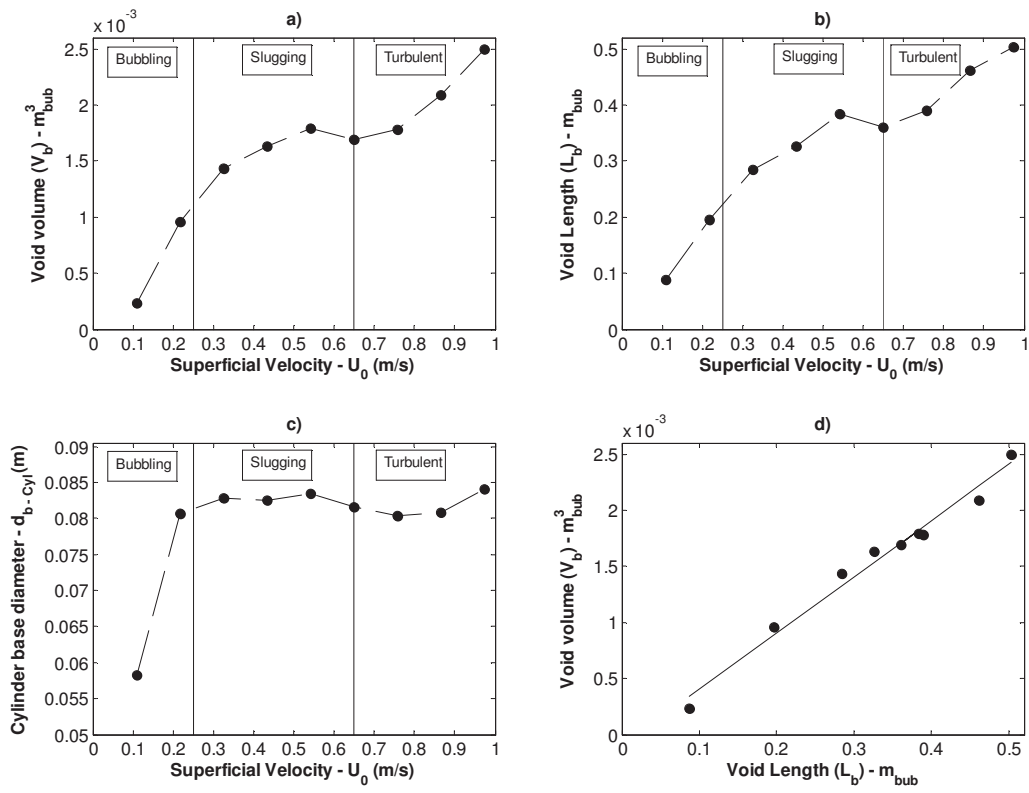 a)
x 10^-3
Bubbling
Slugging
Turbulent
Void volume (V_b) - m^3_bub
2.5
2
1.5
1
0.5
0
0 0.1 0.2 0.3 0.4 0.5 0.6 0.7 0.8 0.9 1
Superficial Velocity - U_0 (m/s)
b)
Bubbling
Slugging
Turbulent
Void Length (L_b) - m_bub
0.5
0.4
0.3
0.2
0.1
0
0 0.1 0.2 0.3 0.4 0.5 0.6 0.7 0.8 0.9 1
Superficial Velocity - U_0 (m/s)
c)
Bubbling
Slugging
Turbulent
Cylinder base diameter - d_b - Cyl (m)
0.09
0.085
0.08
0.075
0.07
0.065
0.06
0.055
0.05
0 0.1 0.2 0.3 0.4 0.5 0.6 0.7 0.8 0.9 1
Superficial Velocity - U_0 (m/s)
d)
x 10^-3
Void volume (V_b) - m^3_bub
2.5
2
1.5
1
0.5
0
0 0.1 0.2 0.3 0.4 0.5
Void Length (L_b) - m_bub